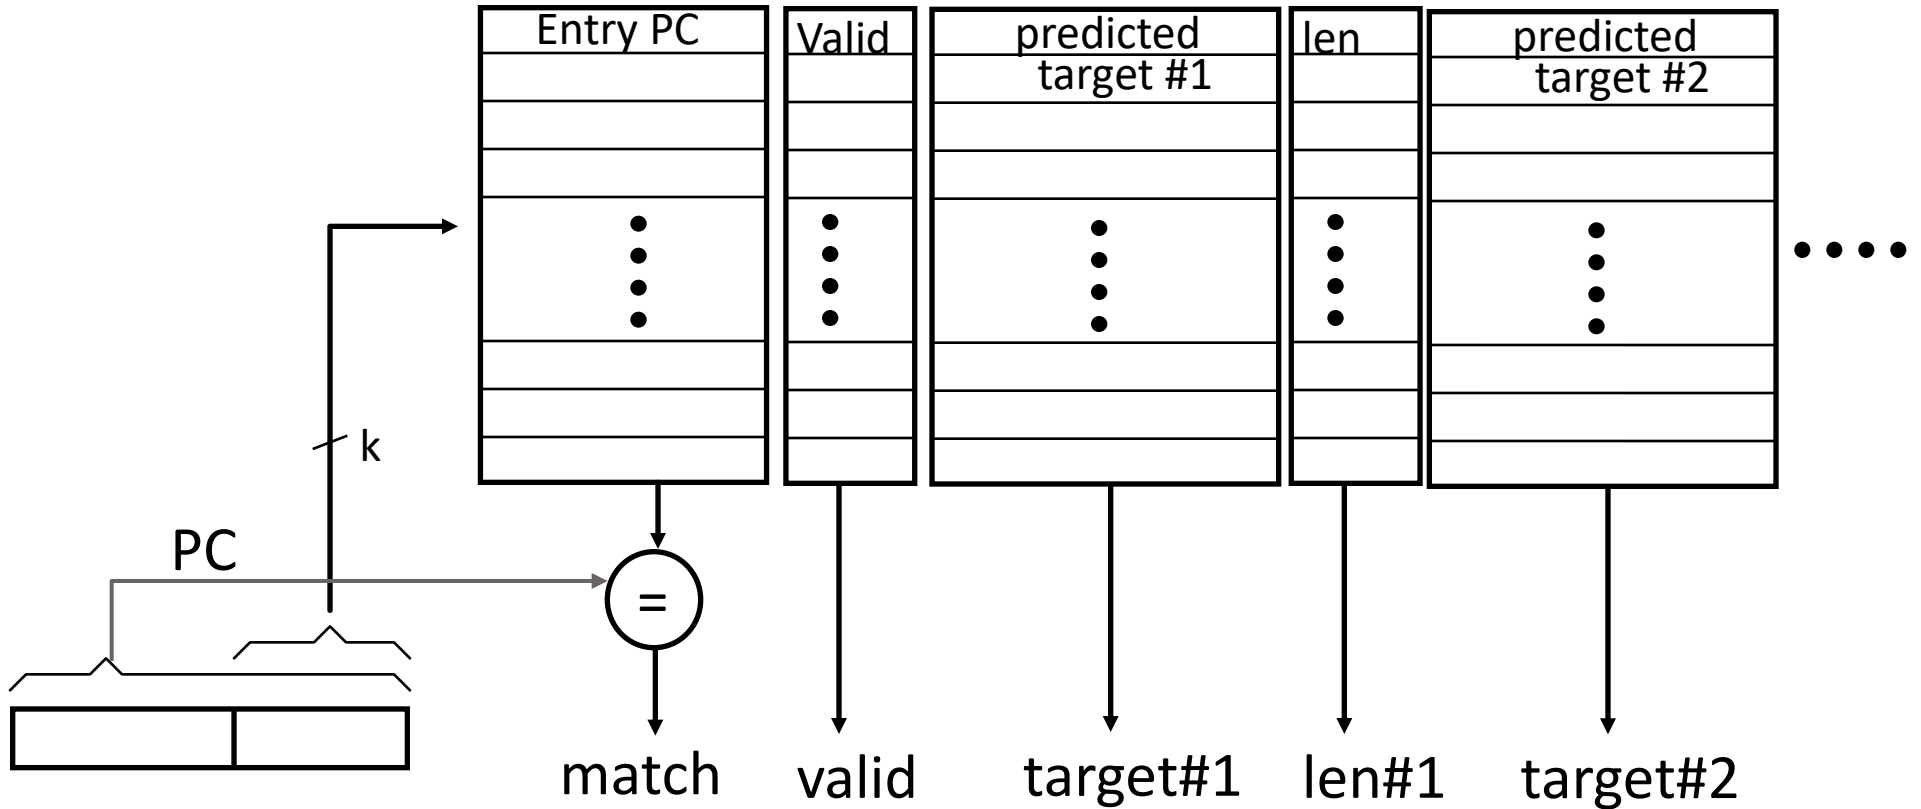 Entry PC
Valid
predicted
target #1
len
predicted
target #2
k
PC
=
match
valid
target#1
len#1
target#2